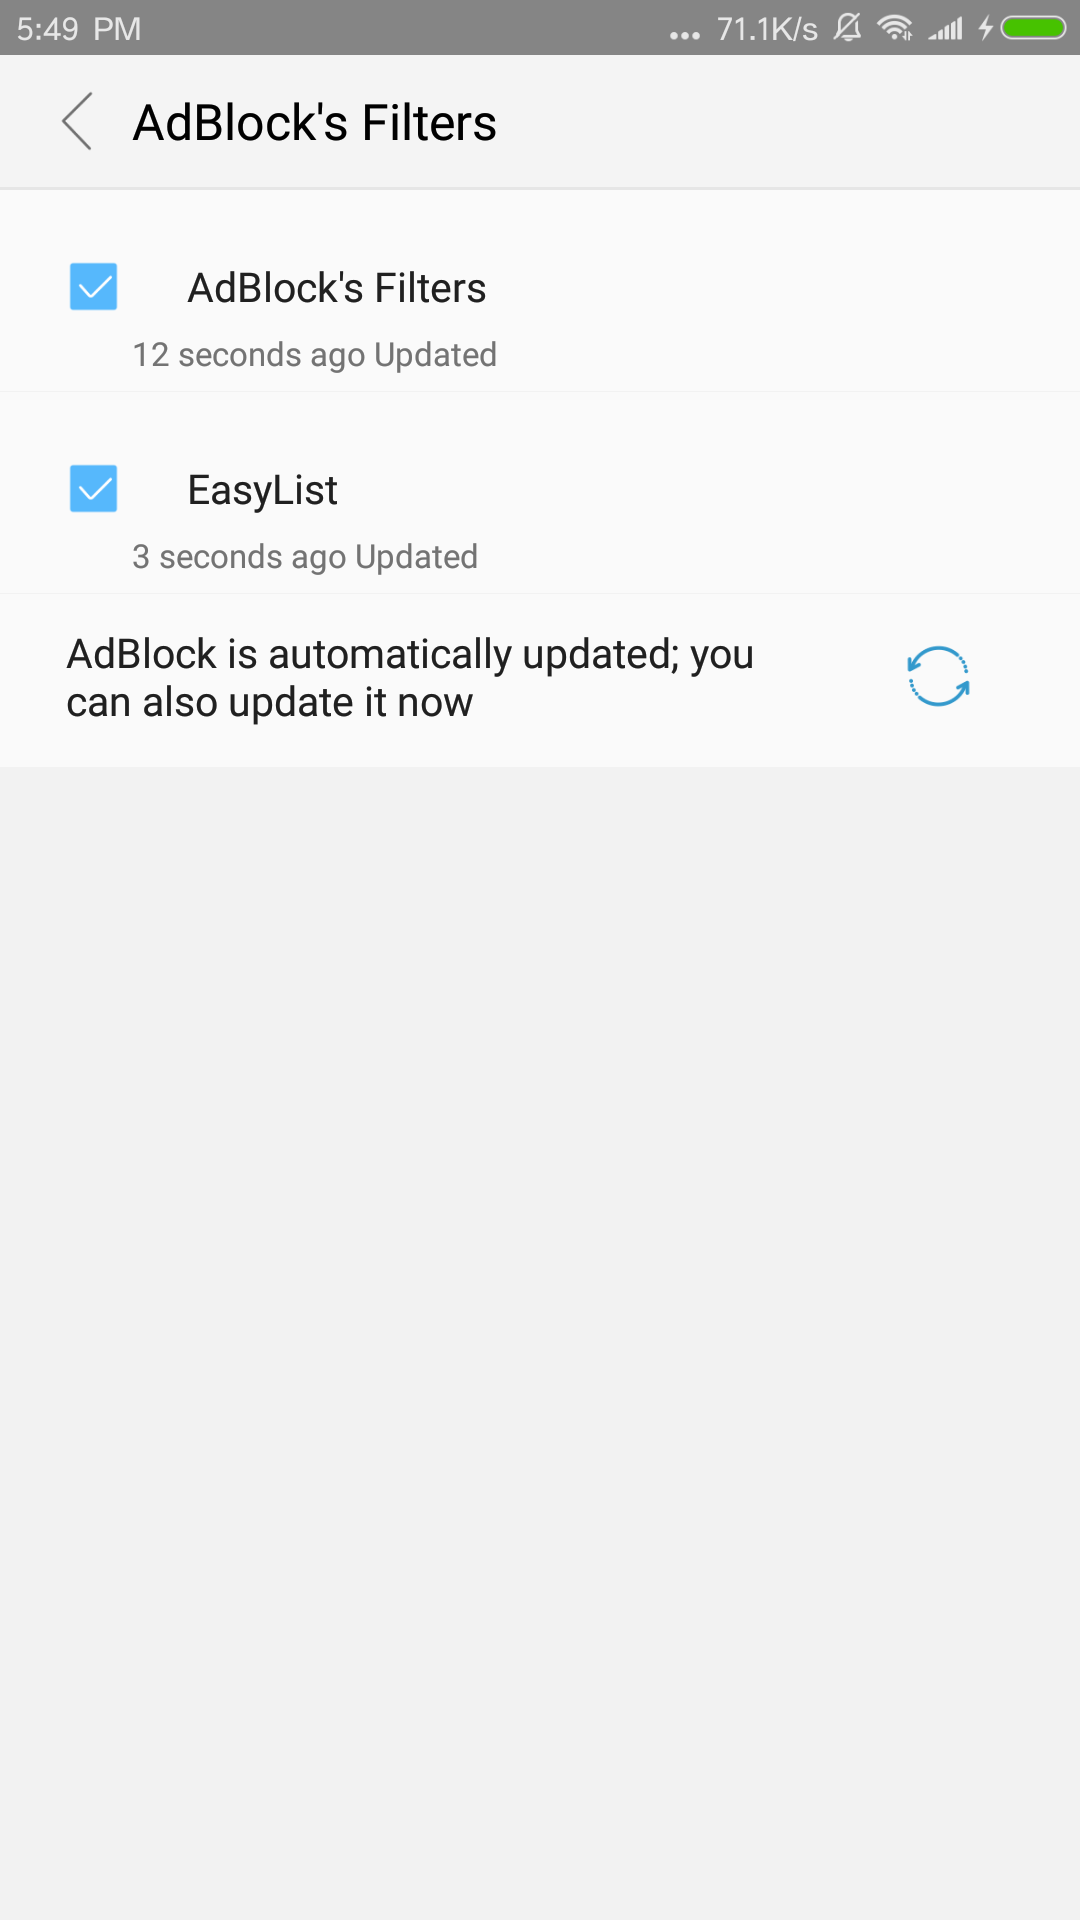 5:49 PM ... 71.1K/s
AdBlock's Filters
AdBlock's Filters
12 seconds ago Updated
EasyList
3 seconds ago Updated
AdBlock is automatically updated; you
can also update it now